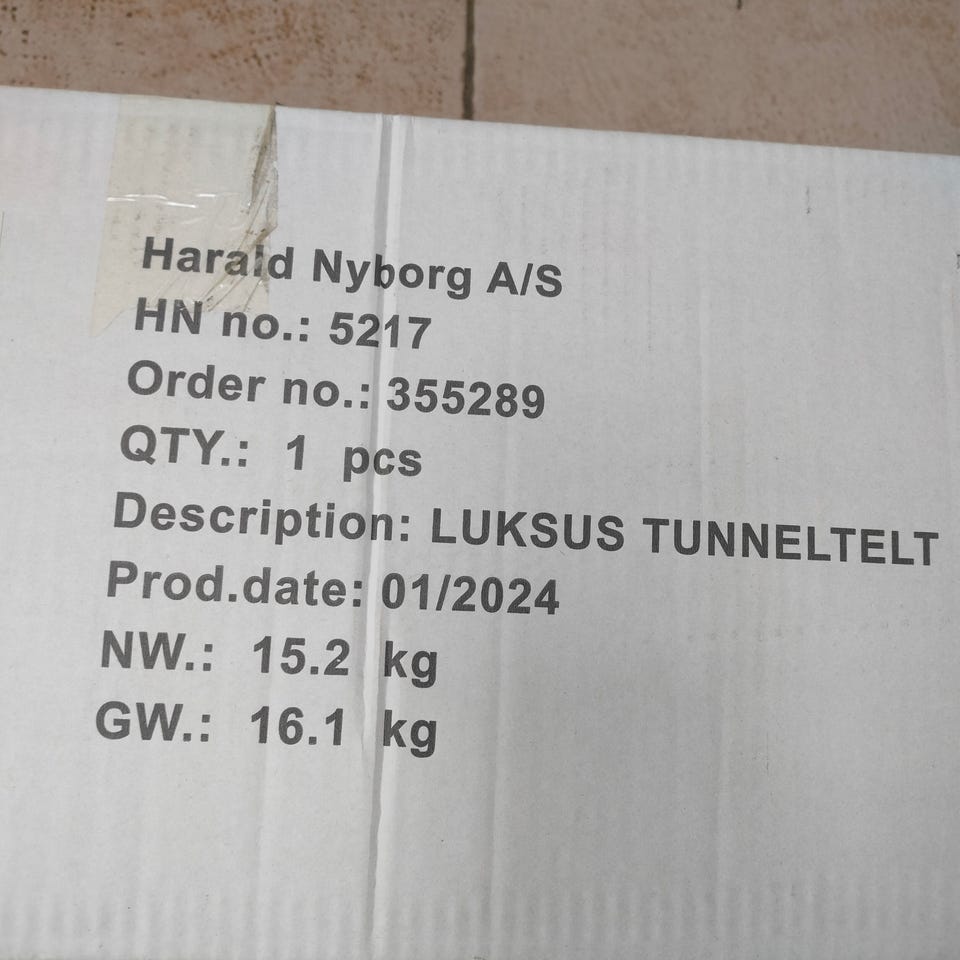 Harald Nyborg A/S
HN no.: 5217
Order no.: 355289
QTY.: 1 pcs
Description: LUKSUS TUNNELTELT
Prod.date: 01/2024
NW.: 15.2 kg
GW.: 16.1 kg